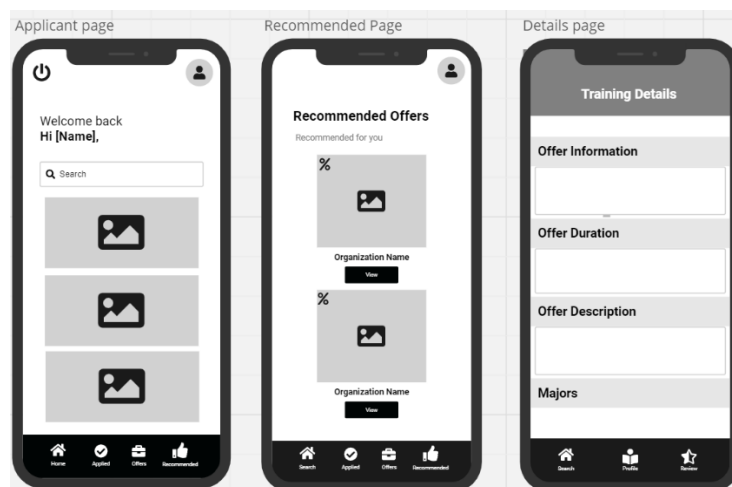 Applicant page
Welcome back
Hi [Name],
Search
Home Applied Offers Recommended
Recommended Page
Recommended Offers
Recommended for you
%
Organization Name
View
%
Organization Name
View
Search Applied Offers Recommended
Details page
Training Details
Offer Information
Offer Duration
Offer Description
Majors
Search Profile Review